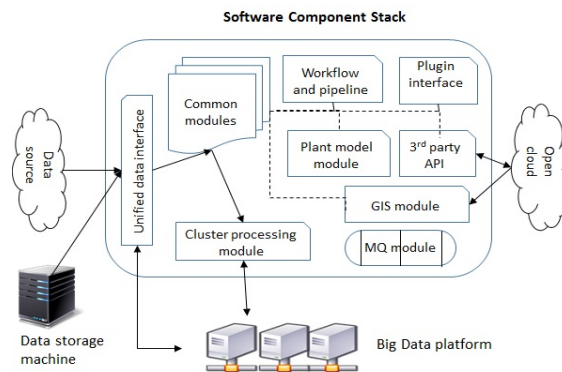 Software Component Stack
Data
source
Unified data interface
Common
modules
Workflow
and pipeline
Plugin
interface
Plant model
module
3rd party
API
Open
cloud
GIS module
Cluster processing
module
MQ module
Data storage
machine
Big Data platform